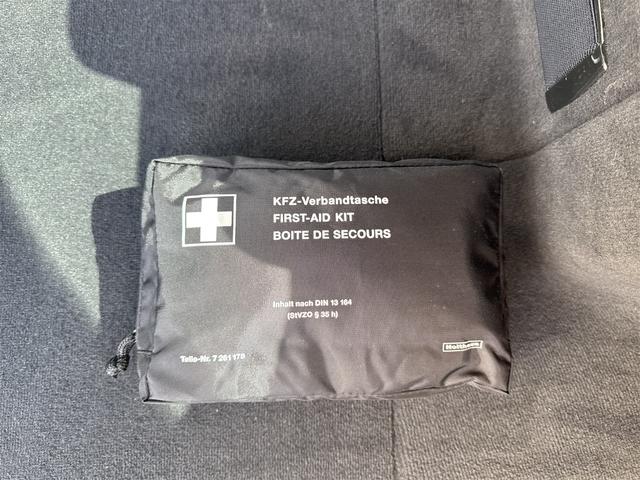 KFZ-Verbandtasche
FIRST-AID KIT
BOITE DE SECOURS
Inhalt nach DIN 13 164
(StVZO § 35 h)
Teile-Nr. 7 261 179
Holthaus